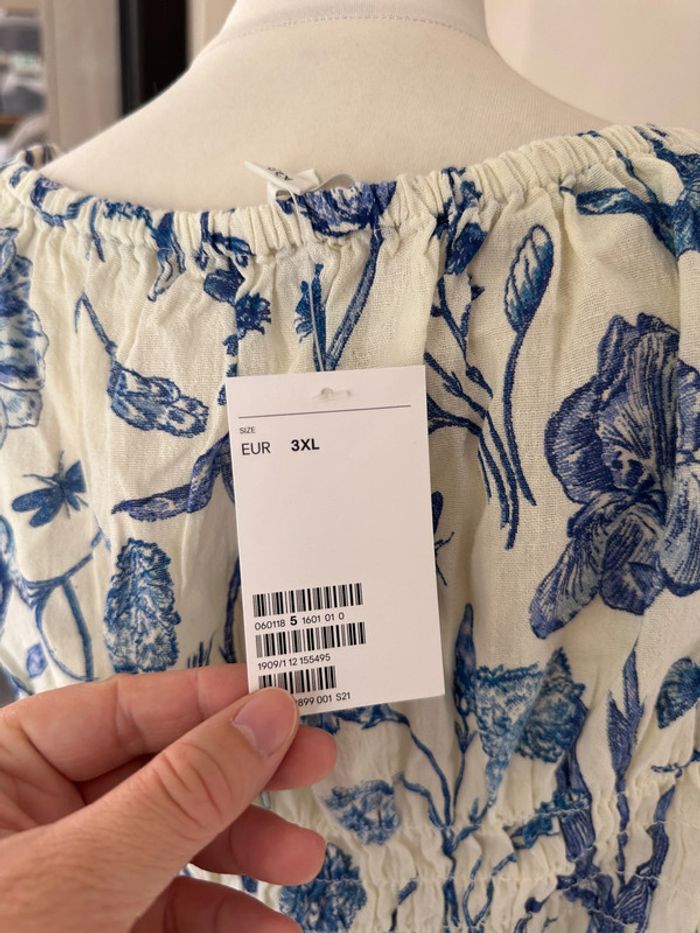 SIZE
EUR 3XL
060118 5 1601 01 0
1909/1 12 155495
899 001 S21